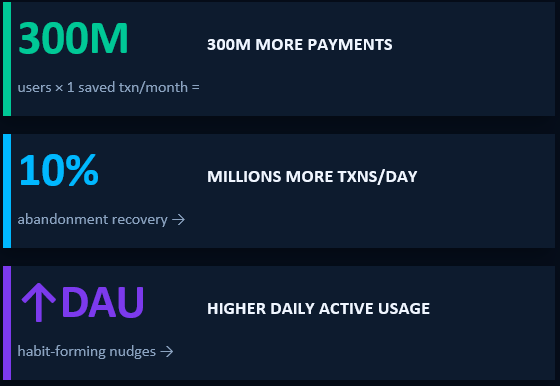 300M
300M MORE PAYMENTS
users × 1 saved txn/month =
10%
MILLIONS MORE TXNS/DAY
abandonment recovery →
↑DAU
HIGHER DAILY ACTIVE USAGE
habit-forming nudges →